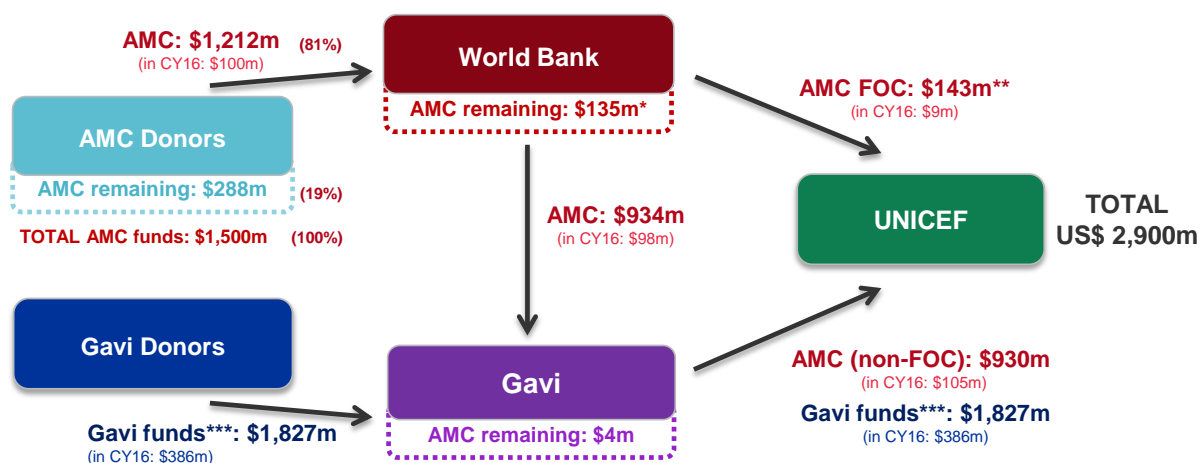 AMC: $1,212m (81%)
(in CY16: $100m)
World Bank
AMC remaining: $135m*
AMC FOC: $143m**
(in CY16: $9m)
AMC Donors
AMC remaining: $288m (19%)
TOTAL AMC funds: $1,500m (100%)
AMC: $934m
(in CY16: $98m)
UNICEF
TOTAL
US$ 2,900m
Gavi Donors
Gavi funds***: $1,827m
(in CY16: $386m)
Gavi
AMC remaining: $4m
AMC (non-FOC): $930m
(in CY16: $105m)
Gavi funds***: $1,827m
(in CY16: $386m)